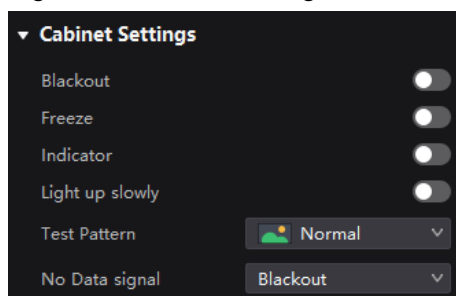 Cabinet Settings
Blackout
Freeze
Indicator
Light up slowly
Test Pattern Normal
No Data signal Blackout